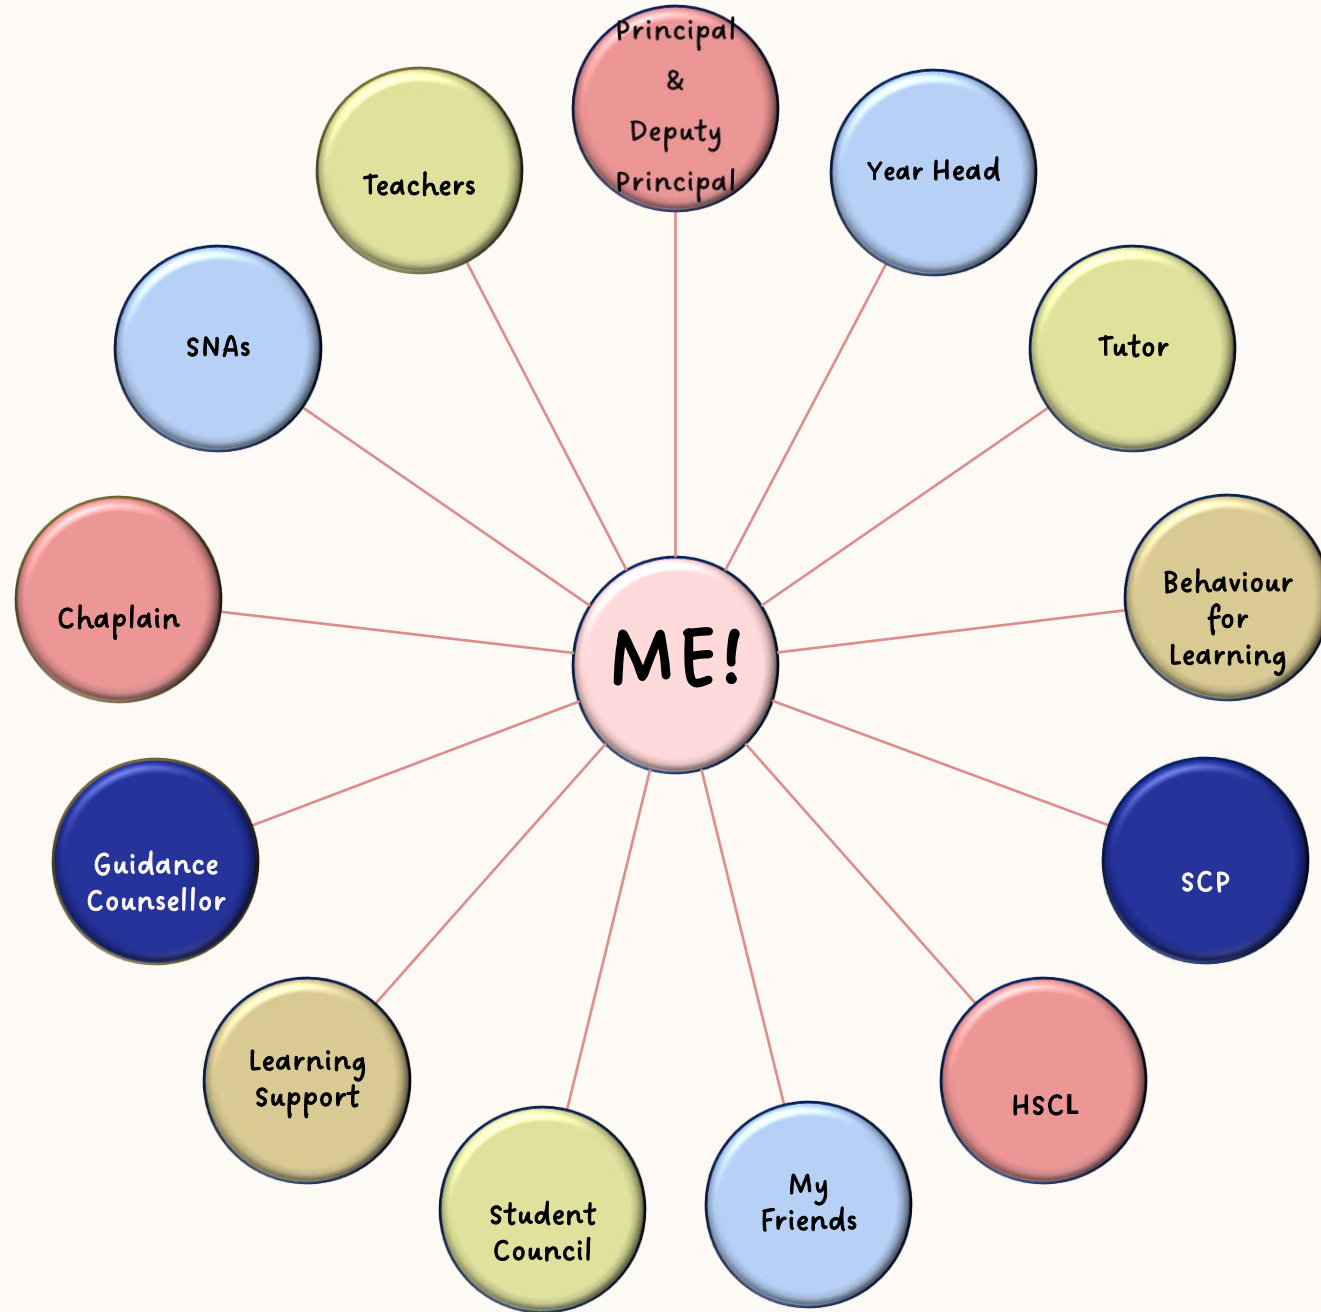 Principal
&
Deputy
Principal
Year Head
Tutor
Behaviour
for
Learning
SCP
HSCL
My
Friends
Student
Council
Learning
Support
Guidance
Counsellor
Chaplain
SNAs
Teachers
ME!